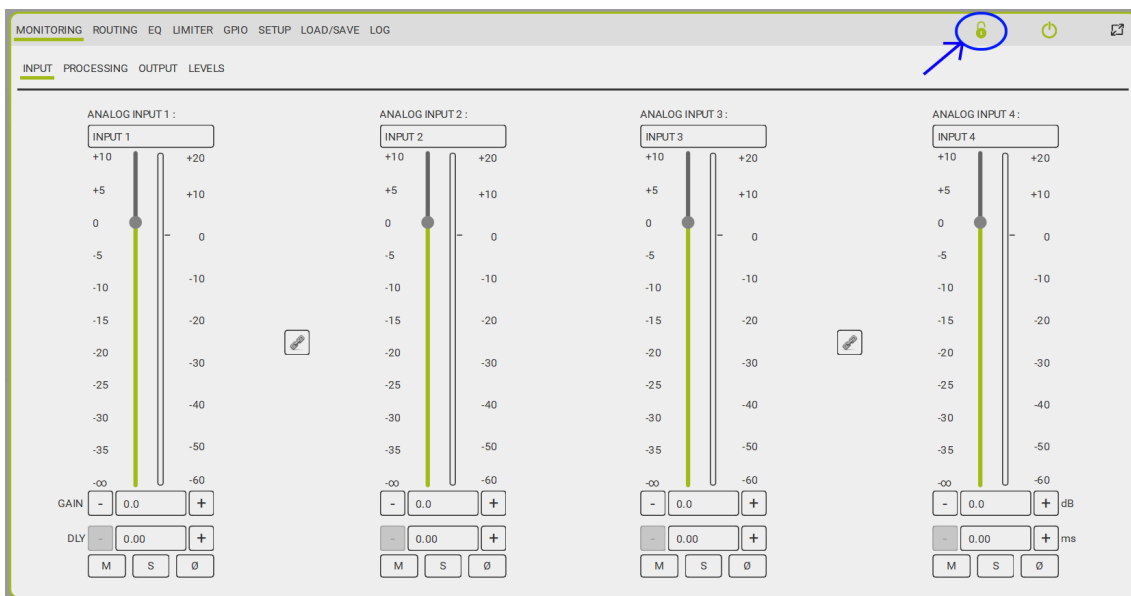 MONITORING ROUTING EQ LIMITER GPIO SETUP LOAD/SAVE LOG
INPUT PROCESSING OUTPUT LEVELS
ANALOG INPUT 1 : ANALOG INPUT 2 : ANALOG INPUT 3 : ANALOG INPUT 4 :
INPUT 1 INPUT 2 INPUT 3 INPUT 4
+10 +20 +10 +20 +10 +20 +10 +20
+5 +10 +5 +10 +5 +10 +5 +10
0 0 0 0 0 0 0 0
-5 -10 -5 -10 -5 -10 -5 -10
-10 -10 -10 -10
-15 -20 -15 -20 -15 -20 -15 -20
-20 -30 -20 -30 -20 -30 -20 -30
-25 -40 -25 -40 -25 -40 -25 -40
-30 -30 -30 -30
-35 -50 -35 -50 -35 -50 -35 -50
-∞ -60 -∞ -60 -∞ -60 -∞ -60
GAIN - 0.0 + - 0.0 + - 0.0 + - 0.0 + dB
DLY - 0.00 + - 0.00 + - 0.00 + - 0.00 + ms
M S Ø M S Ø M S Ø M S Ø